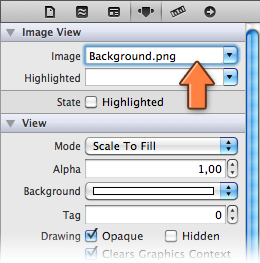 Image View
Image Background.png
Highlighted
State Highlighted
View
Mode Scale To Fill
Alpha 1,00
Background
Tag 0
Drawing Opaque Hidden
Clears Graphics Context